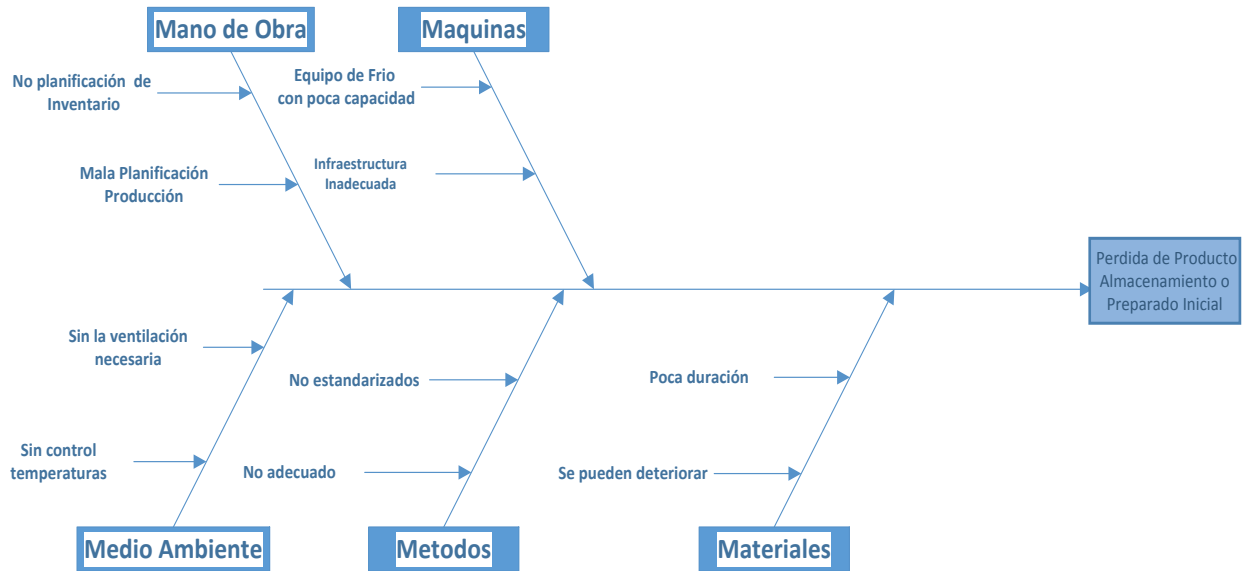 Mano de Obra
Maquinas
No planificación de
Inventario
Equipo de Frio
con poca capacidad
Mala Planificación
Producción
Infraestructura
Inadecuada
Perdida de Producto
Almacenamiento o
Preparado Inicial
Sin la ventilación
necesaria
No estandarizados
Poca duración
Sin control
temperaturas
No adecuado
Se pueden deteriorar
Medio Ambiente
Metodos
Materiales